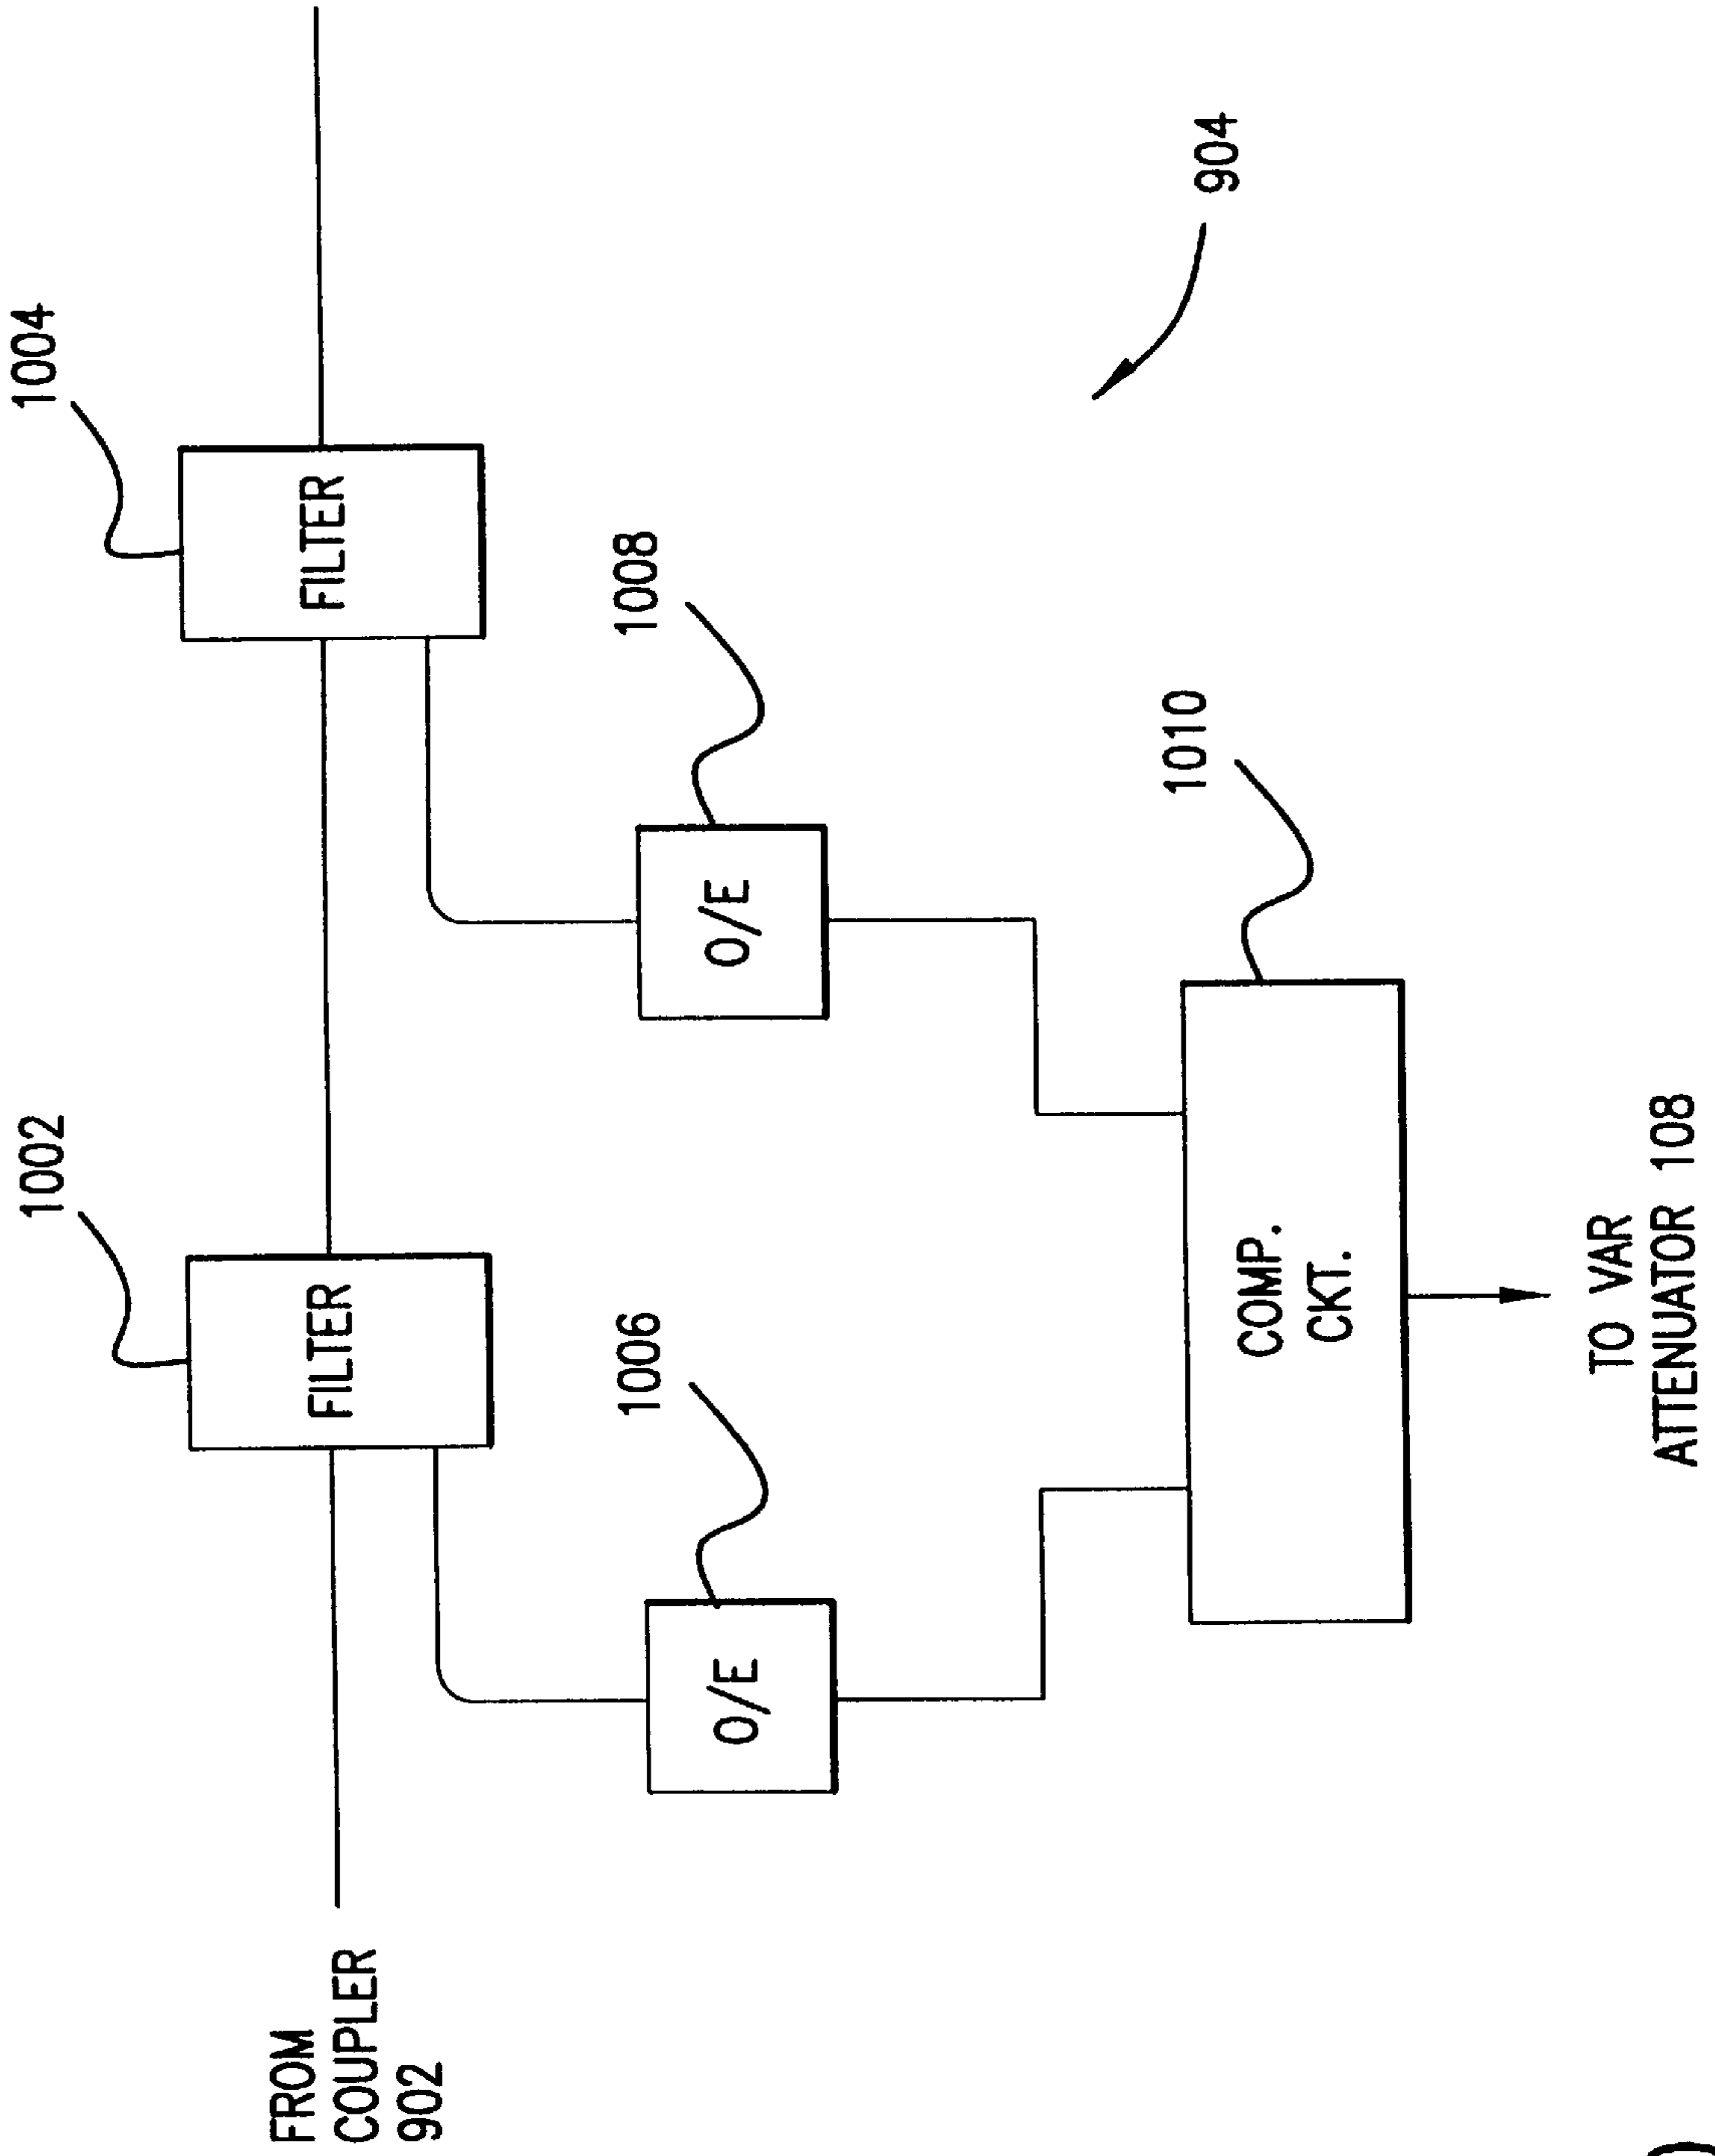 1002
1004
FROM
COUPLER
902
FILTER
FILTER
1006
1008
O/E
O/E
1010
904
COMP.
CKT.
TO VAR
ATTENUATOR 108